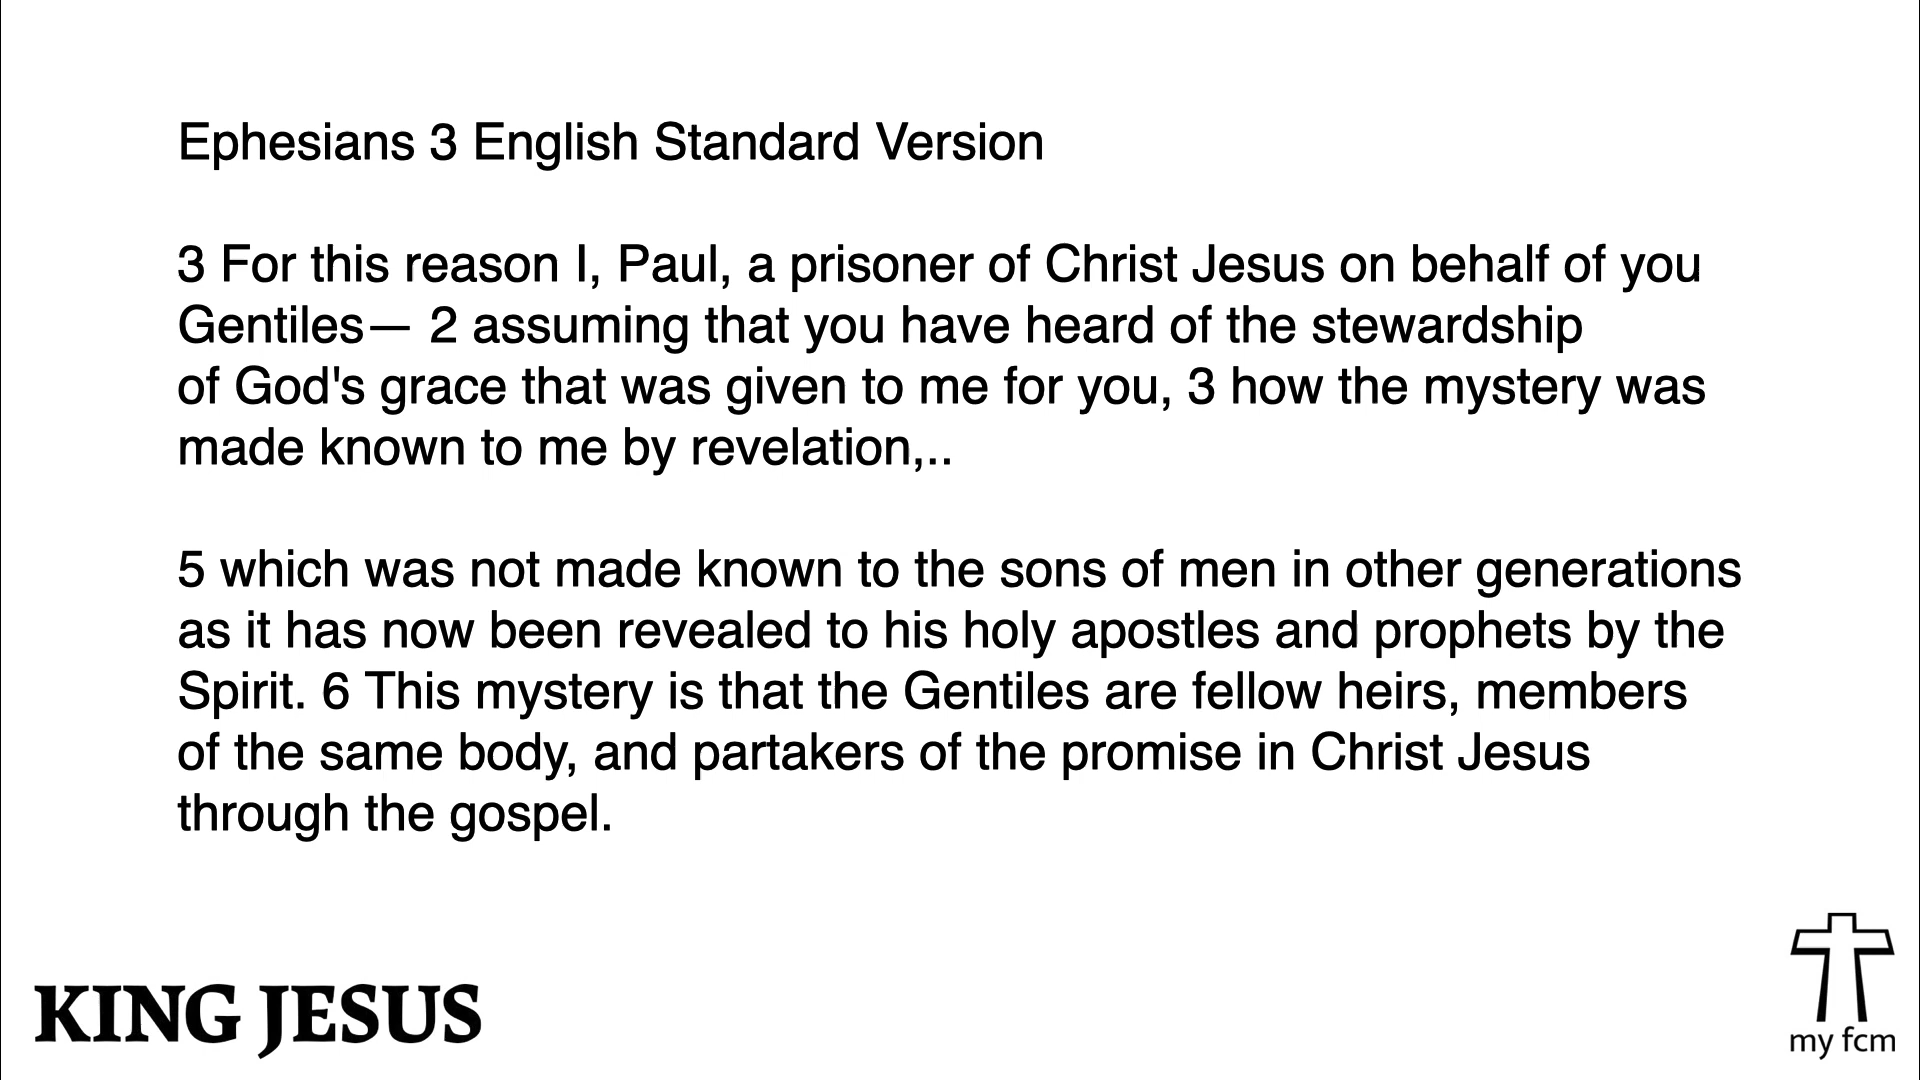 Ephesians 3 English Standard Version
3 For this reason I, Paul, a prisoner of Christ Jesus on behalf of you
Gentiles— 2 assuming that you have heard of the stewardship
of God's grace that was given to me for you, 3 how the mystery was
made known to me by revelation,..
5 which was not made known to the sons of men in other generations
as it has now been revealed to his holy apostles and prophets by the
Spirit. 6 This mystery is that the Gentiles are fellow heirs, members
of the same body, and partakers of the promise in Christ Jesus
through the gospel.
KING JESUS
my fcm